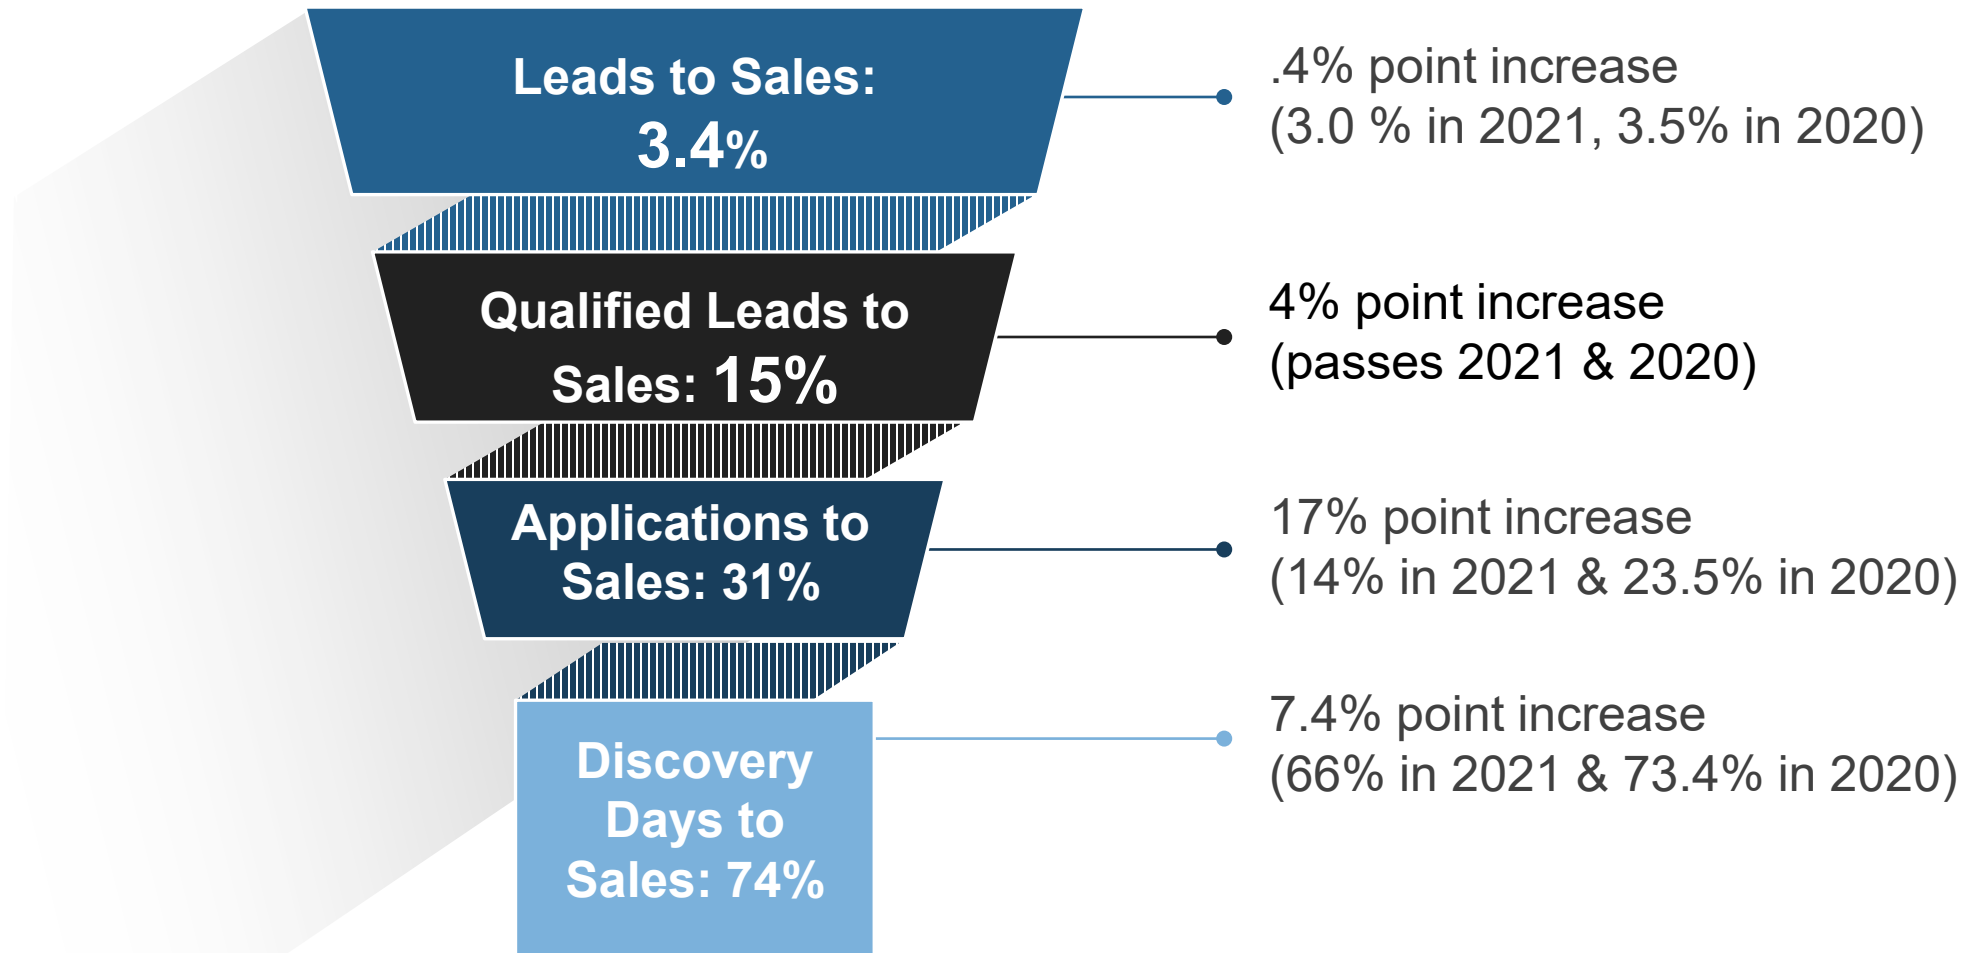 Leads to Sales:
3.4%
.4% point increase
(3.0 % in 2021, 3.5% in 2020)
Qualified Leads to
Sales: 15%
4% point increase
(passes 2021 & 2020)
Applications to
Sales: 31%
17% point increase
(14% in 2021 & 23.5% in 2020)
Discovery
Days to
Sales: 74%
7.4% point increase
(66% in 2021 & 73.4% in 2020)